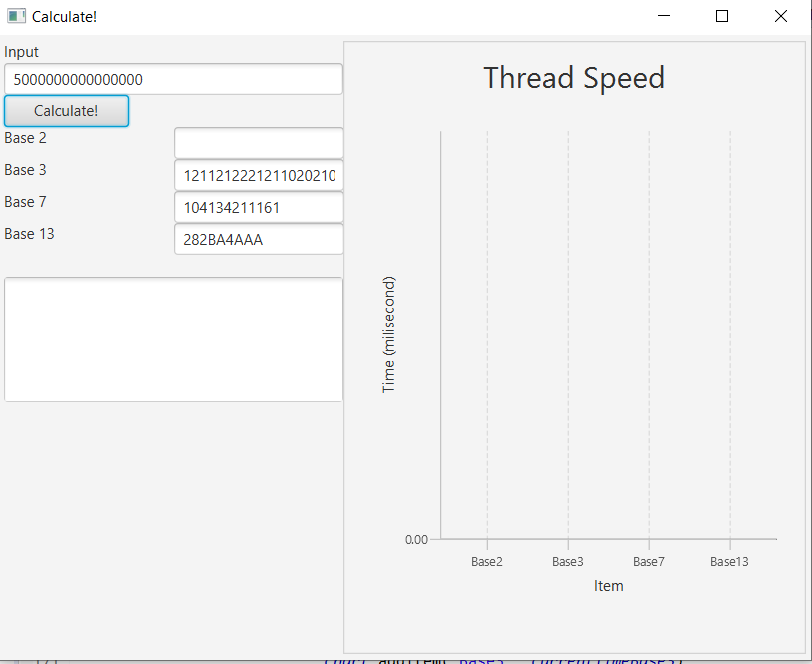 Calculate!
Input
5000000000000000
Calculate!
Base 2
Base 3
1211212221211020210
Base 7
104134211161
Base 13
282BA4AAA
Thread Speed
Time (milisecond)
0.00
Base2
Base3
Base7
Base13
Item